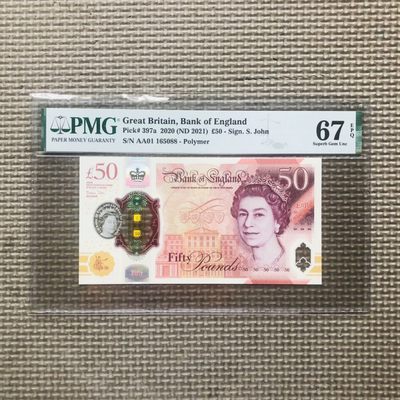 PMG
PAPER MONEY GUARANTY
Great Britain, Bank of England
Pick# 397a 2020 (ND 2021) £50 - Sign. S. John
S/N AA01 165088 - Polymer
67 EPQ
Superb Gem Unc
£50
Bank of England
50
Fifty
Pounds